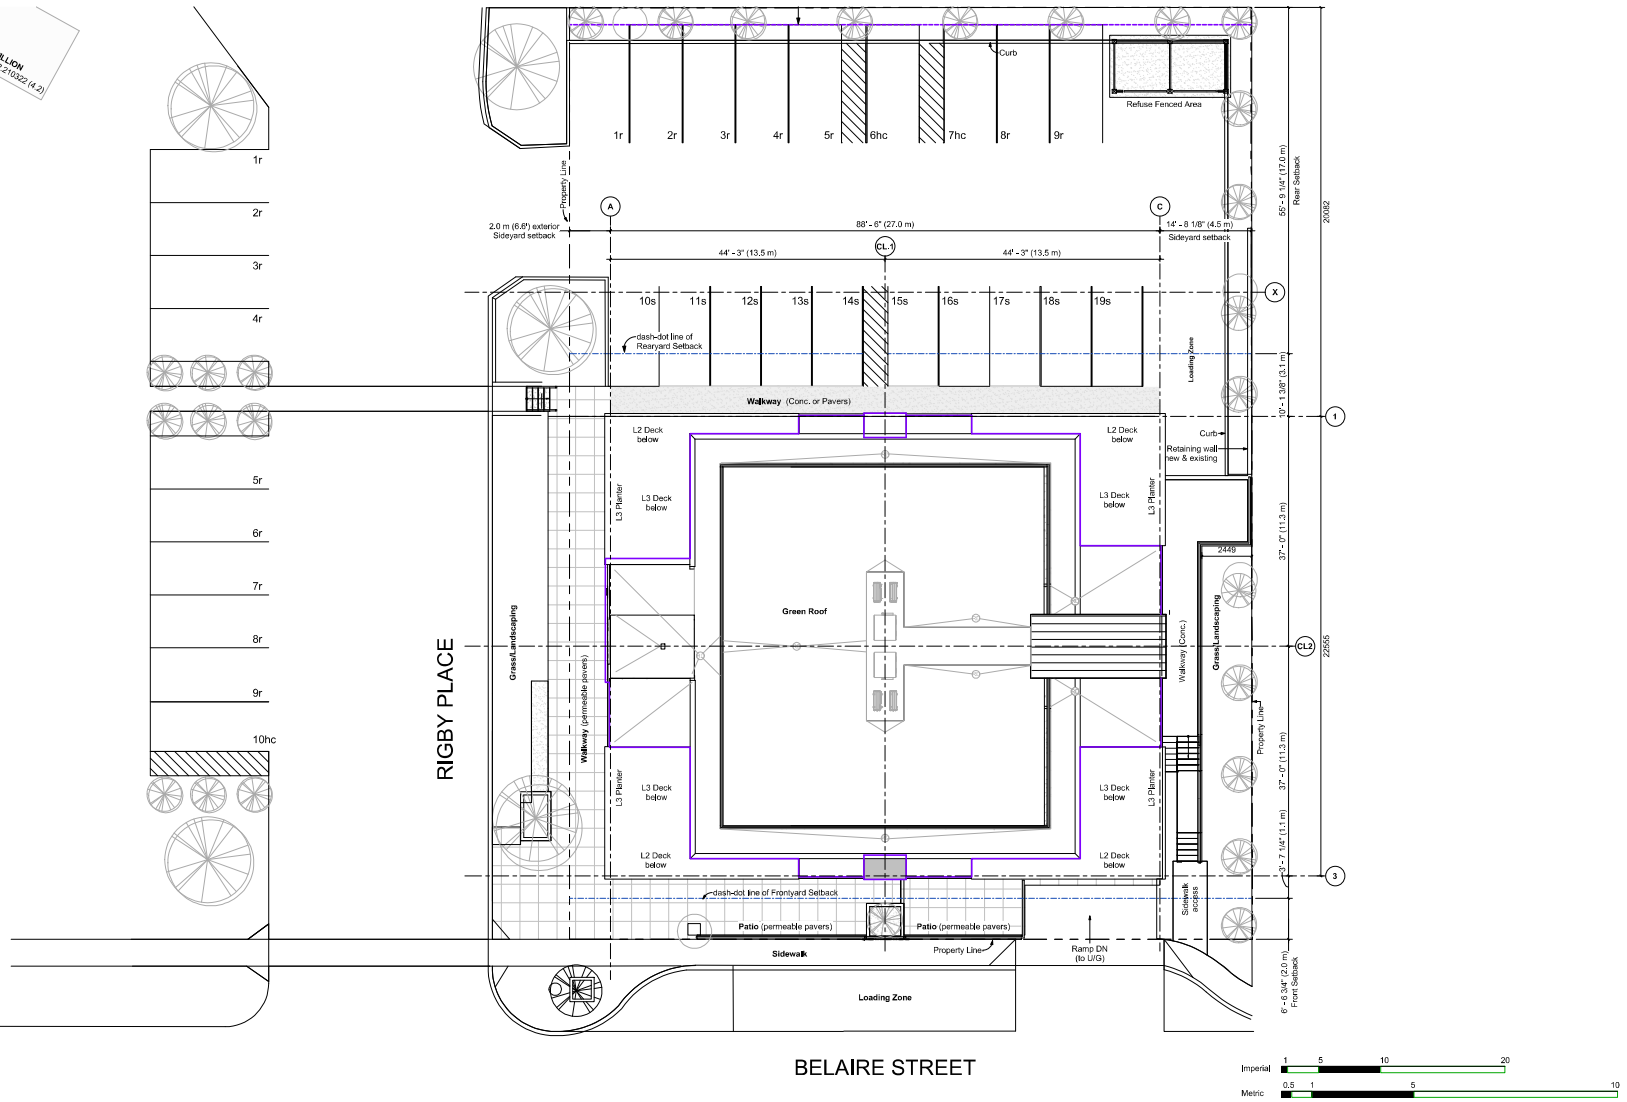 2.210322 (4.2)
Curb
Refuse Fenced Area
1r
2r
3r
4r
5r
6hc
7hc
8r
9r
1r
2r
3r
4r
Property Line
55' - 9 1/4" (17.0 m)
Rear Setback
20082
A
C
2.0 m (6.6') exterior
Sideyard setback
88' - 6" (27.0 m)
14' - 8 1/8" (4.5 m)
Sideyard setback
CL.1
44' - 3" (13.5 m)
44' - 3" (13.5 m)
X
10s
11s
12s
13s
14s
15s
16s
17s
18s
19s
dash-dot line of
Rearyard Setback
Loading Zone
10' - 1 3/8" (3.1 m)
Walkway (Conc. or Pavers)
1
L2 Deck
below
L2 Deck
below
Curb
Retaining wall
new & existing
L3 Planter
L3 Deck
below
L3 Deck
below
L3 Planter
5r
6r
7r
8r
9r
10hc
37' - 0" (11.3 m)
2449
Green Roof
Grass/Landscaping
Walkway (permeable pavers)
RIGBY PLACE
Walkway (Conc.)
Grass/Landscaping
CL2
22555
Property Line
37' - 0" (11.3 m)
L3 Planter
L3 Deck
below
L3 Deck
below
L3 Planter
L2 Deck
below
L2 Deck
below
3' - 7 1/4" (1.1 m)
3
dash-dot line of Frontyard Setback
Sidewalk
access
Patio (permeable pavers)
Patio (permeable pavers)
Sidewalk
Property Line
Ramp DN
(to U/G)
6' - 6 3/4" (2.0 m)
Front Setback
Loading Zone
BELAIRE STREET
Imperial
1 5 10 20
Metric
0.5 1 5 10